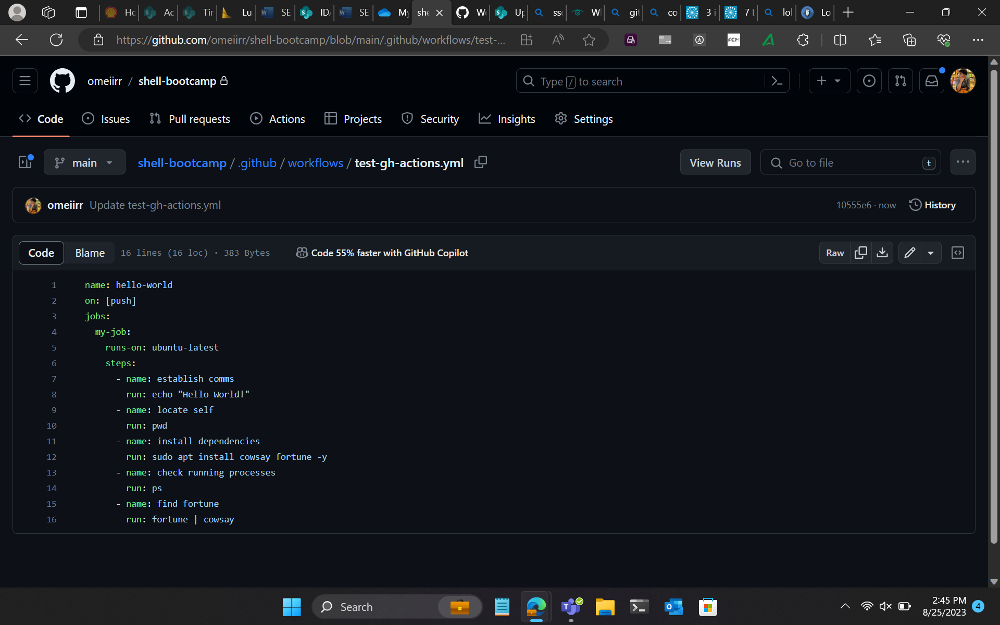 Ho
Ac
Tir
Lu
SE
ID
SE
My
she
W
Up
sso
W
git
co
3 i
7 I
lol
Lo
https://github.com/omeiirr/shell-bootcamp/blob/main/.github/workflows/test-...
FCM
omeiirr / shell-bootcamp
Type / to search
Code Issues Pull requests Actions Projects Security Insights Settings
main
shell-bootcamp / .github / workflows / test-gh-actions.yml
View Runs
Go to file
t
omeiirr Update test-gh-actions.yml
10555e6 · now
History
Code Blame 16 lines (16 loc) · 383 Bytes
Code 55% faster with GitHub Copilot
Raw
1 name: hello-world
2 on: [push]
3 jobs:
4 my-job:
5 runs-on: ubuntu-latest
6 steps:
7 - name: establish comms
8 run: echo "Hello World!"
9 - name: locate self
10 run: pwd
11 - name: install dependencies
12 run: sudo apt install cowsay fortune -y
13 - name: check running processes
14 run: ps
15 - name: find fortune
16 run: fortune | cowsay
Search
2:45 PM
8/25/2023
4